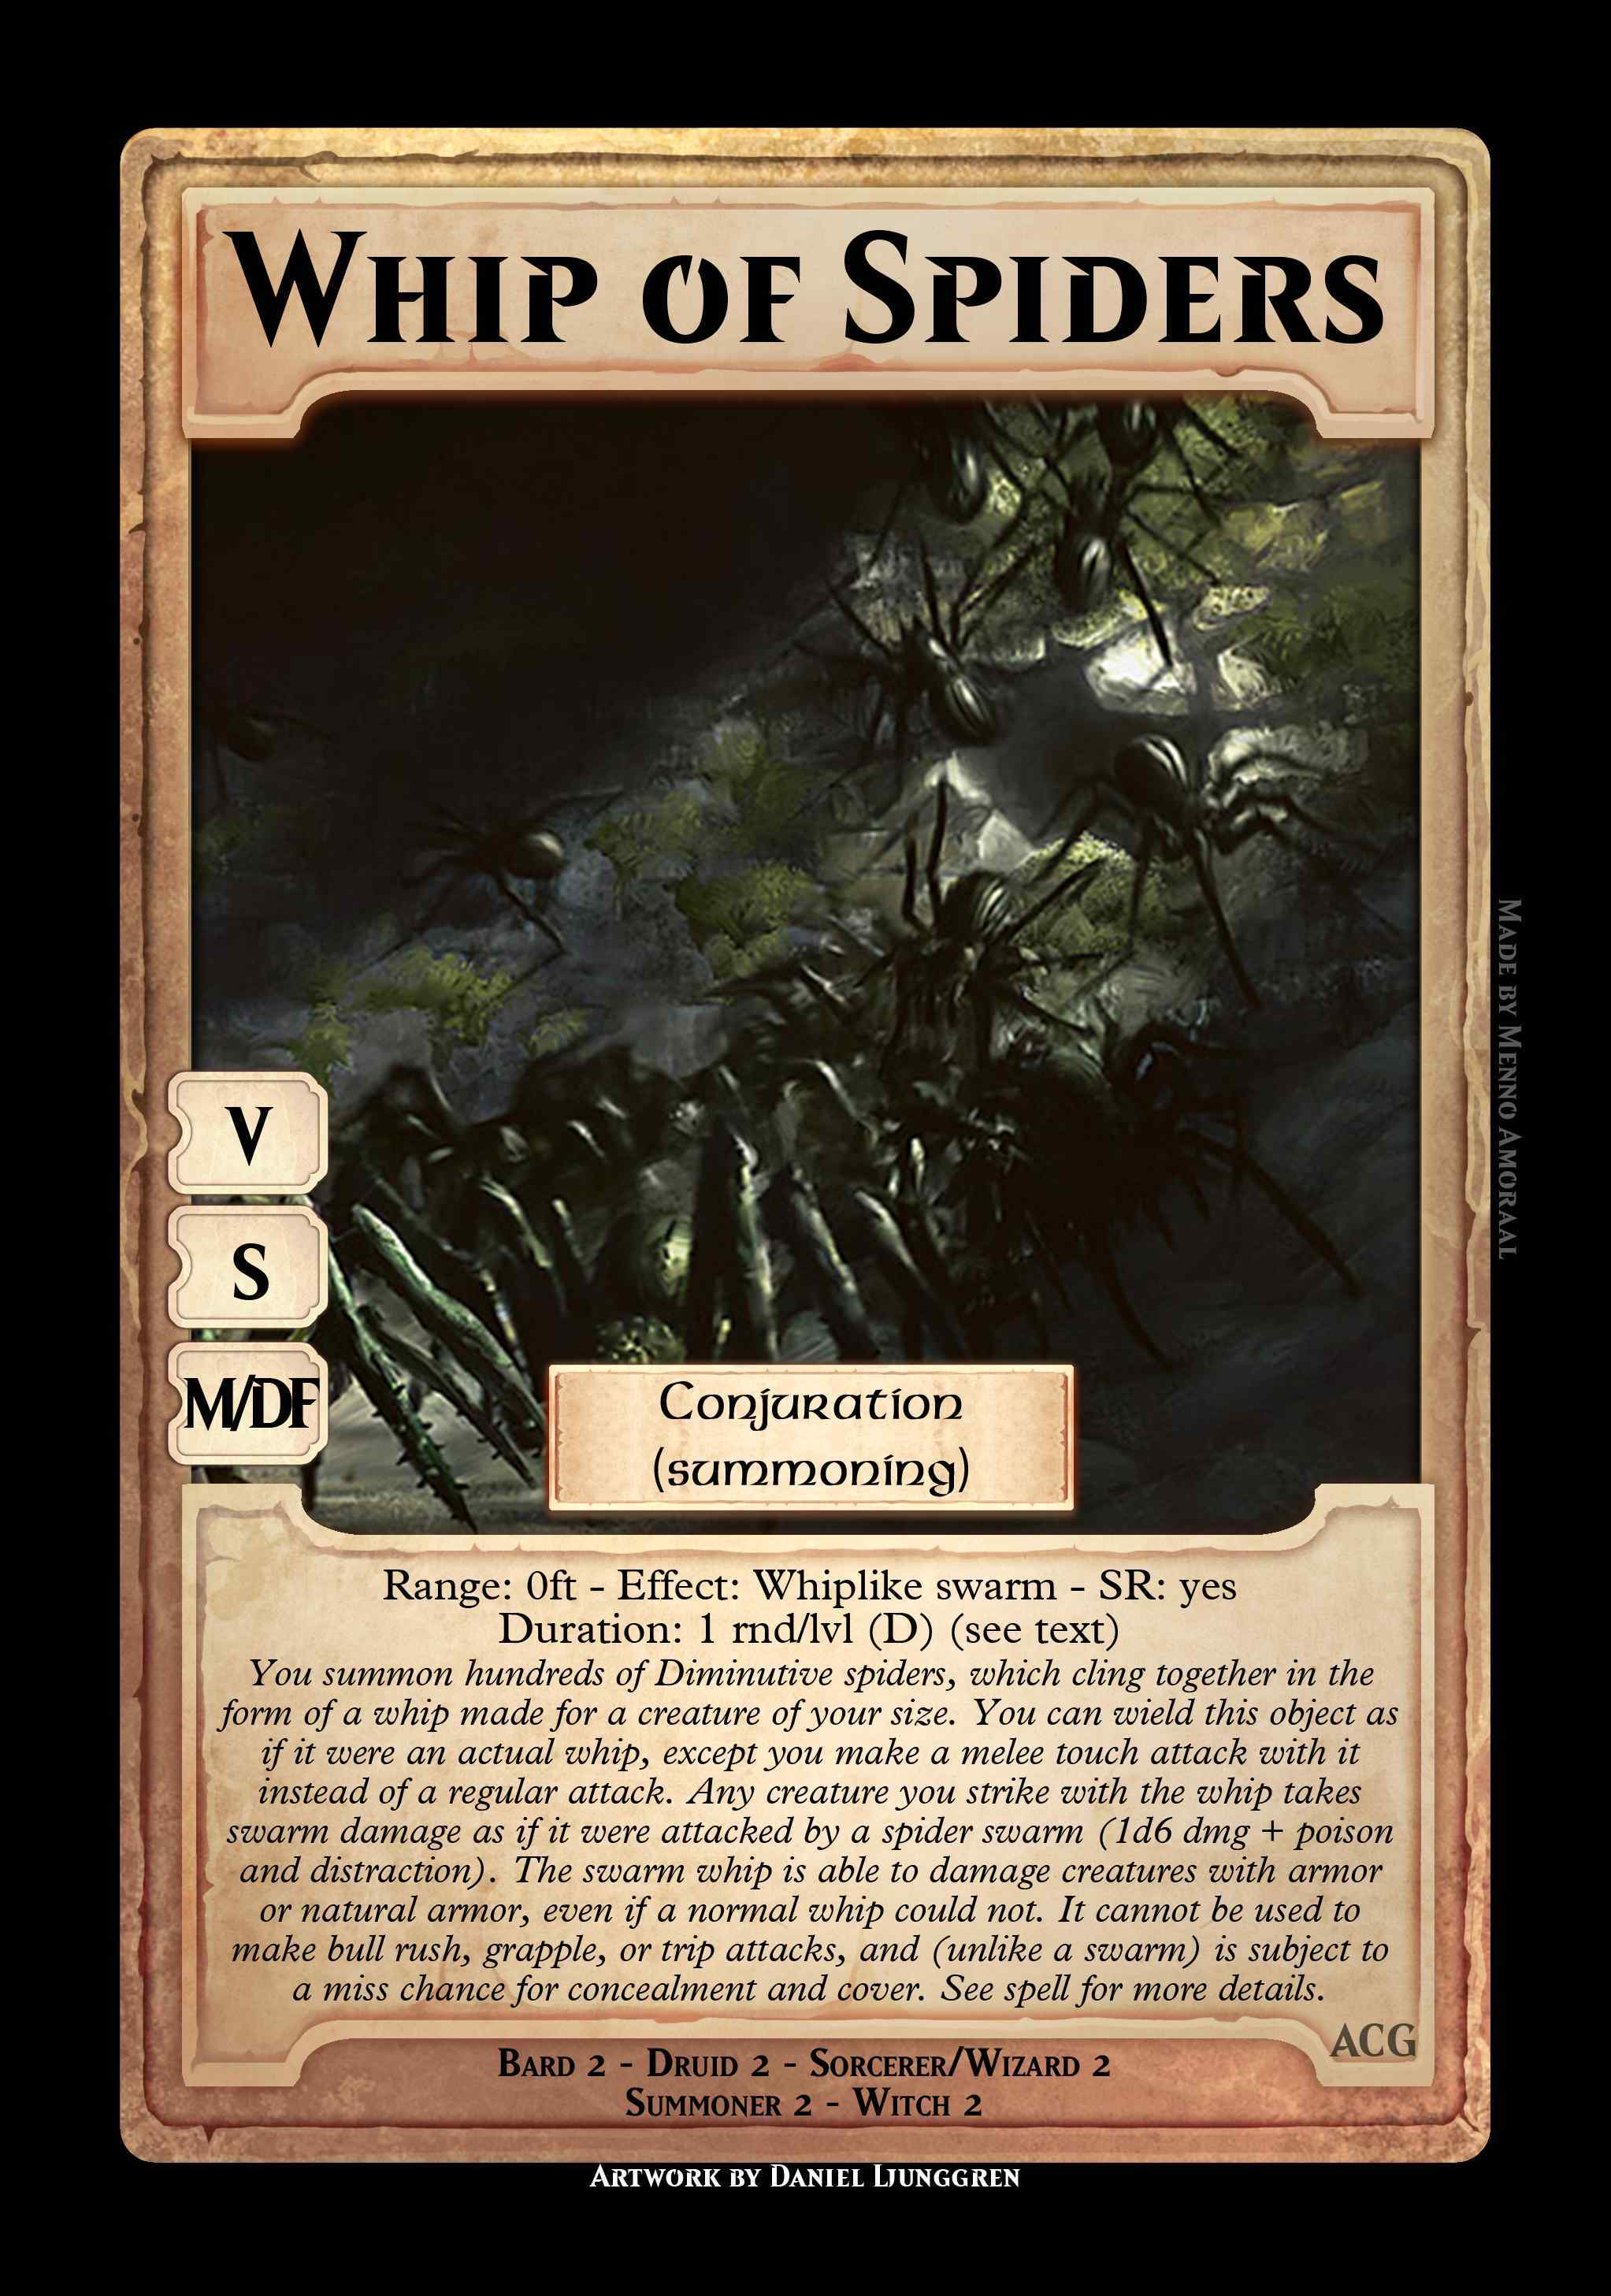 Whip of Spiders
V
S
M/DF
Conjuration
(summoning)
Range: 0ft - Effect: Whiplike swarm - SR: yes
Duration: 1 rnd/lvl (D) (see text)
You summon hundreds of Diminutive spiders, which cling together in the
form of a whip made for a creature of your size. You can wield this object as
if it were an actual whip, except you make a melee touch attack with it
instead of a regular attack. Any creature you strike with the whip takes
swarm damage as if it were attacked by a spider swarm (1d6 dmg + poison
and distraction). The swarm whip is able to damage creatures with armor
or natural armor, even if a normal whip could not. It cannot be used to
make bull rush, grapple, or trip attacks, and (unlike a swarm) is subject to
a miss chance for concealment and cover. See spell for more details.
ACG
Bard 2 - Druid 2 - Sorcerer/Wizard 2
Summoner 2 - Witch 2
Artwork by Daniel Ljunggren
Made by Menno Amoraal